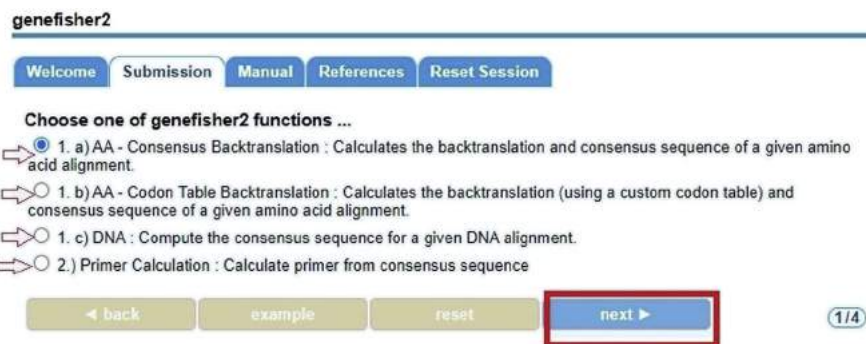 genefisher2
Welcome Submission Manual References Reset Session
Choose one of genefisher2 functions ...
1. a) AA - Consensus Backtranslation : Calculates the backtranslation and consensus sequence of a given amino
acid alignment.
1. b) AA - Codon Table Backtranslation : Calculates the backtranslation (using a custom codon table) and
consensus sequence of a given amino acid alignment.
1. c) DNA : Compute the consensus sequence for a given DNA alignment.
2.) Primer Calculation : Calculate primer from consensus sequence
◄ back example reset next ► 1/4